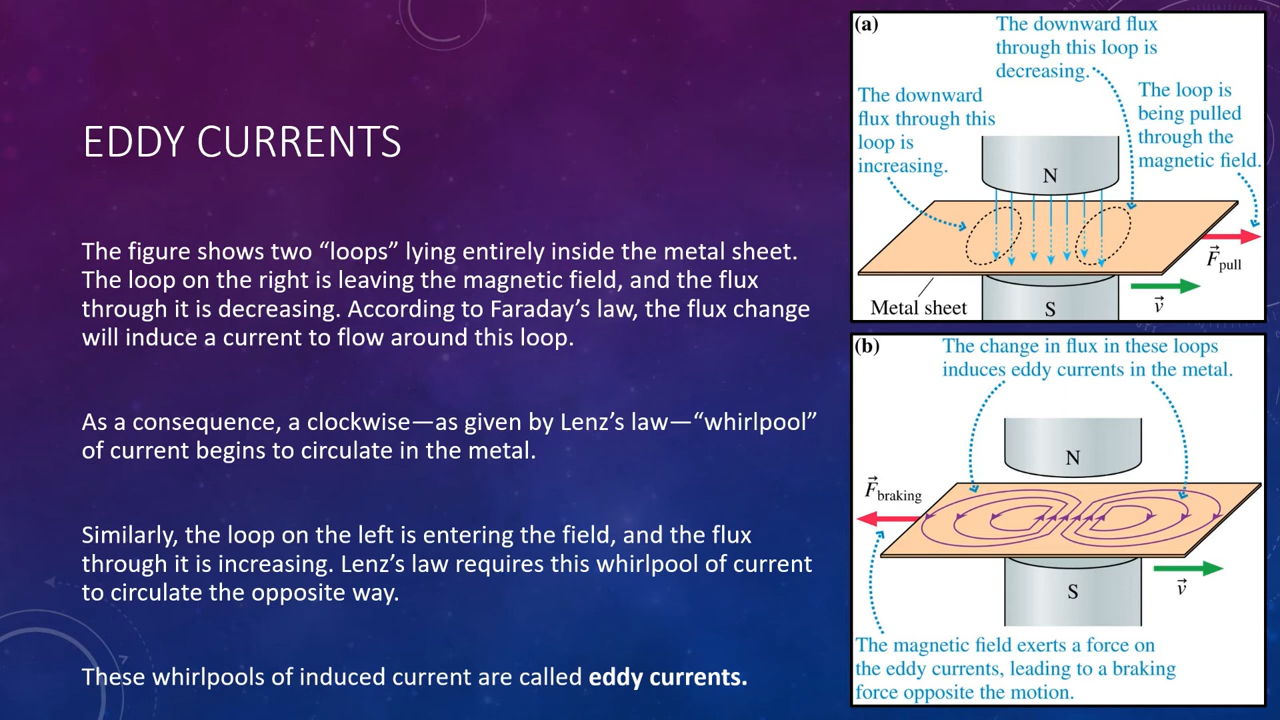 EDDY CURRENTS
The figure shows two “loops” lying entirely inside the metal sheet.
The loop on the right is leaving the magnetic field, and the flux
through it is decreasing. According to Faraday’s law, the flux change
will induce a current to flow around this loop.
As a consequence, a clockwise—as given by Lenz’s law—“whirlpool”
of current begins to circulate in the metal.
Similarly, the loop on the left is entering the field, and the flux
through it is increasing. Lenz’s law requires this whirlpool of current
to circulate the opposite way.
These whirlpools of induced current are called eddy currents.
(a)
The downward flux
through this loop is
decreasing.
The downward
flux through this
loop is
increasing.
The loop is
being pulled
through the
magnetic field.
N
F⃗pull
Metal sheet
S
v⃗
(b)
The change in flux in these loops
induces eddy currents in the metal.
N
F⃗braking
S
v⃗
The magnetic field exerts a force on
the eddy currents, leading to a braking
force opposite the motion.